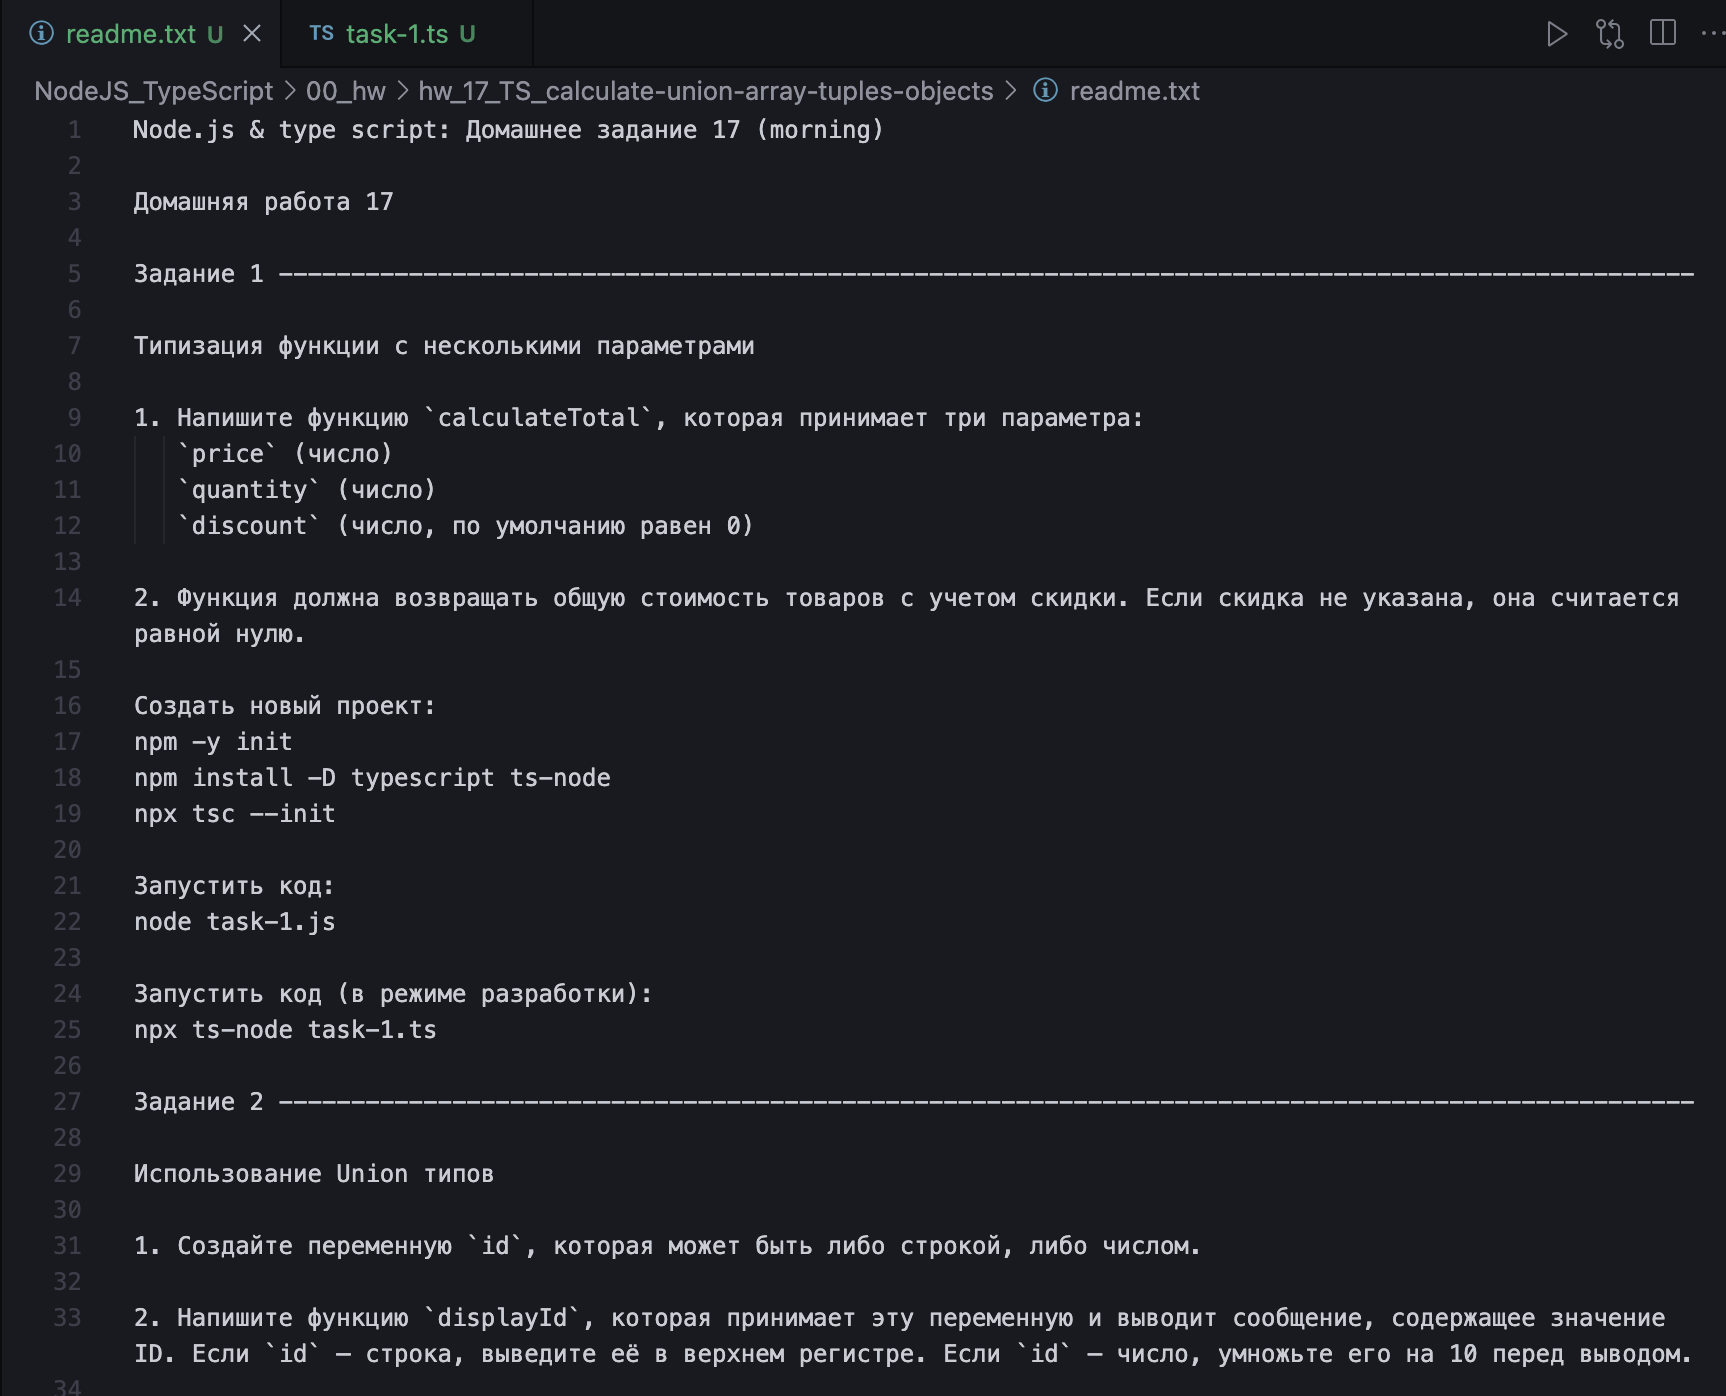 readme.txt U
TS task-1.ts U
NodeJS_TypeScript > 00_hw > hw_17_TS_calculate-union-array-tuples-objects > readme.txt
1 Node.js & type script: Домашнее задание 17 (morning)
2
3 Домашняя работа 17
4
5 Задание 1 --------------------------------------------------------------------------------------------------
6
7 Типизация функции с несколькими параметрами
8
9 1. Напишите функцию `calculateTotal`, которая принимает три параметра:
10 `price` (число)
11 `quantity` (число)
12 `discount` (число, по умолчанию равен 0)
13
14 2. Функция должна возвращать общую стоимость товаров с учетом скидки. Если скидка не указана, она считается
равной нулю.
15
16 Создать новый проект:
17 npm -y init
18 npm install -D typescript ts-node
19 npx tsc --init
20
21 Запустить код:
22 node task-1.js
23
24 Запустить код (в режиме разработки):
25 npx ts-node task-1.ts
26
27 Задание 2 --------------------------------------------------------------------------------------------------
28
29 Использование Union типов
30
31 1. Создайте переменную `id`, которая может быть либо строкой, либо числом.
32
33 2. Напишите функцию `displayId`, которая принимает эту переменную и выводит сообщение, содержащее значение
ID. Если `id` — строка, выведите её в верхнем регистре. Если `id` — число, умножьте его на 10 перед выводом.
34